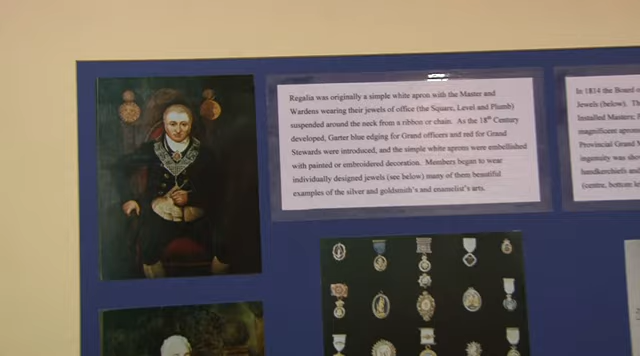 Regalia was originally a simple white apron with the Master and
Wardens wearing their jewels of office (the Square, Level and Plumb)
suspended around the neck from a ribbon or chain. As the 18th Century
developed, Garter blue edging for Grand officers and red for Grand
Stewards were introduced, and the simple white aprons were embellished
with painted or embroidered decoration. Members began to wear
individually designed jewels (see below) many of them beautiful
examples of the silver and goldsmith's and enamelist's arts.
In 1814 the Board o
Jewels (below). T
Installed Masters;
magnificent apron
Provincial Grand M
ingenuity was
handkerchiefs and
(centre, bottom le